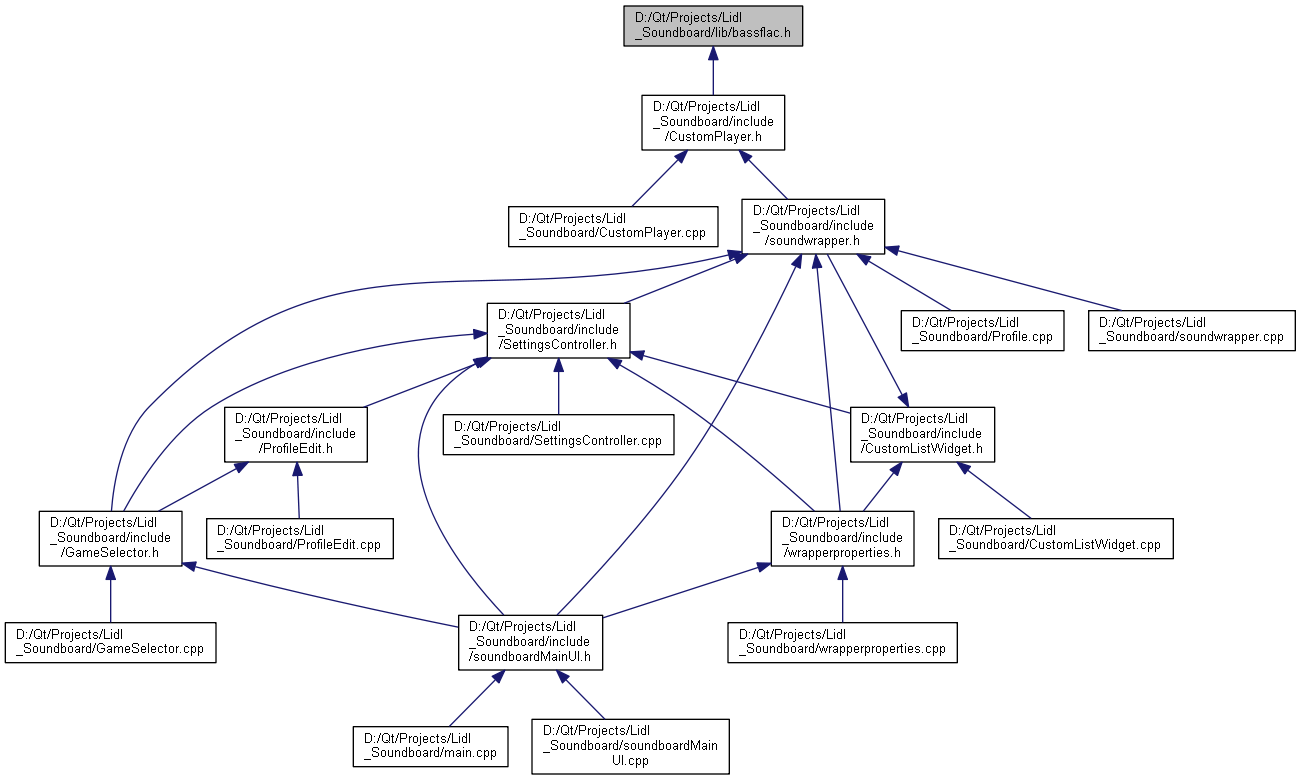 D:/Qt/Projects/Lidl
_Soundboard/lib/bassflac.h
D:/Qt/Projects/Lidl
_Soundboard/include
/CustomPlayer.h
D:/Qt/Projects/Lidl
_Soundboard/CustomPlayer.cpp
D:/Qt/Projects/Lidl
_Soundboard/include
/soundwrapper.h
D:/Qt/Projects/Lidl
_Soundboard/include
/SettingsController.h
D:/Qt/Projects/Lidl
_Soundboard/Profile.cpp
D:/Qt/Projects/Lidl
_Soundboard/soundwrapper.cpp
D:/Qt/Projects/Lidl
_Soundboard/include
/ProfileEdit.h
D:/Qt/Projects/Lidl
_Soundboard/SettingsController.cpp
D:/Qt/Projects/Lidl
_Soundboard/include
/CustomListWidget.h
D:/Qt/Projects/Lidl
_Soundboard/include
/GameSelector.h
D:/Qt/Projects/Lidl
_Soundboard/ProfileEdit.cpp
D:/Qt/Projects/Lidl
_Soundboard/include
/wrapperproperties.h
D:/Qt/Projects/Lidl
_Soundboard/CustomListWidget.cpp
D:/Qt/Projects/Lidl
_Soundboard/GameSelector.cpp
D:/Qt/Projects/Lidl
_Soundboard/include
/soundboardMainUI.h
D:/Qt/Projects/Lidl
_Soundboard/wrapperproperties.cpp
D:/Qt/Projects/Lidl
_Soundboard/main.cpp
D:/Qt/Projects/Lidl
_Soundboard/soundboardMain
UI.cpp